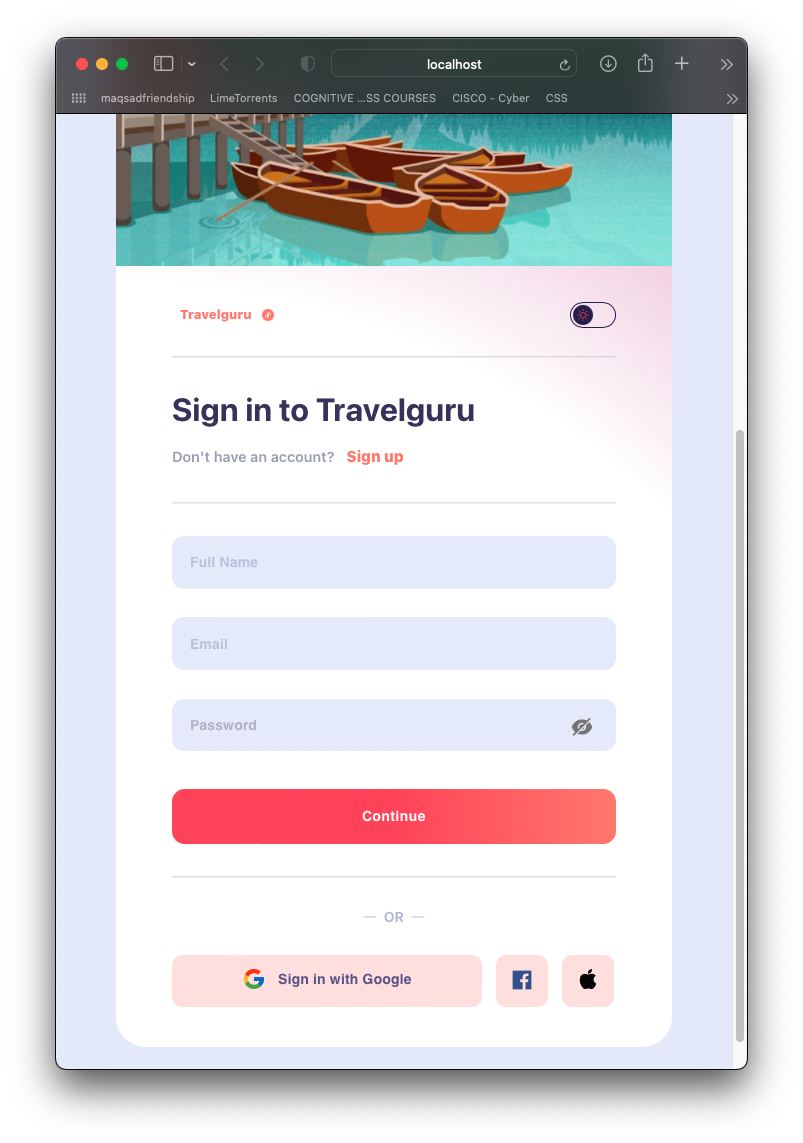 localhost
maqsadfriendship LimeTorrents COGNITIVE ...SS COURSES CISCO - Cyber CSS
Travelguru
Sign in to Travelguru
Don't have an account? Sign up
Full Name
Email
Password
Continue
OR
Sign in with Google